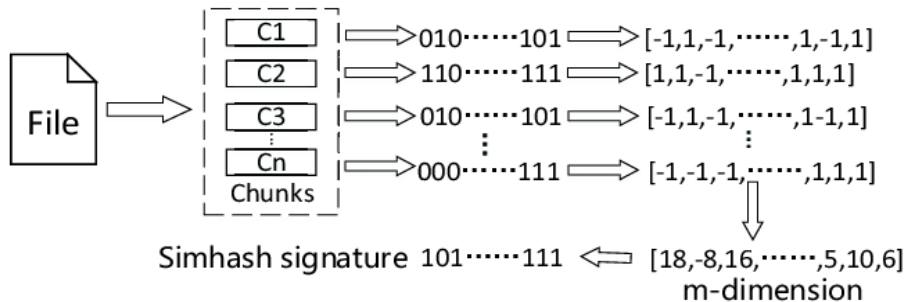 C1 010······101 [-1,1,-1,······,1,-1,1]
C2 110······111 [1,1,-1,······,1,1,1]
File C3 010······101 [-1,1,-1,······,1-1,1]
Cn 000······111 [-1,-1,-1,······,1,1,1]
Chunks
Simhash signature 101······111 [18,-8,16,······,5,10,6]
m-dimension